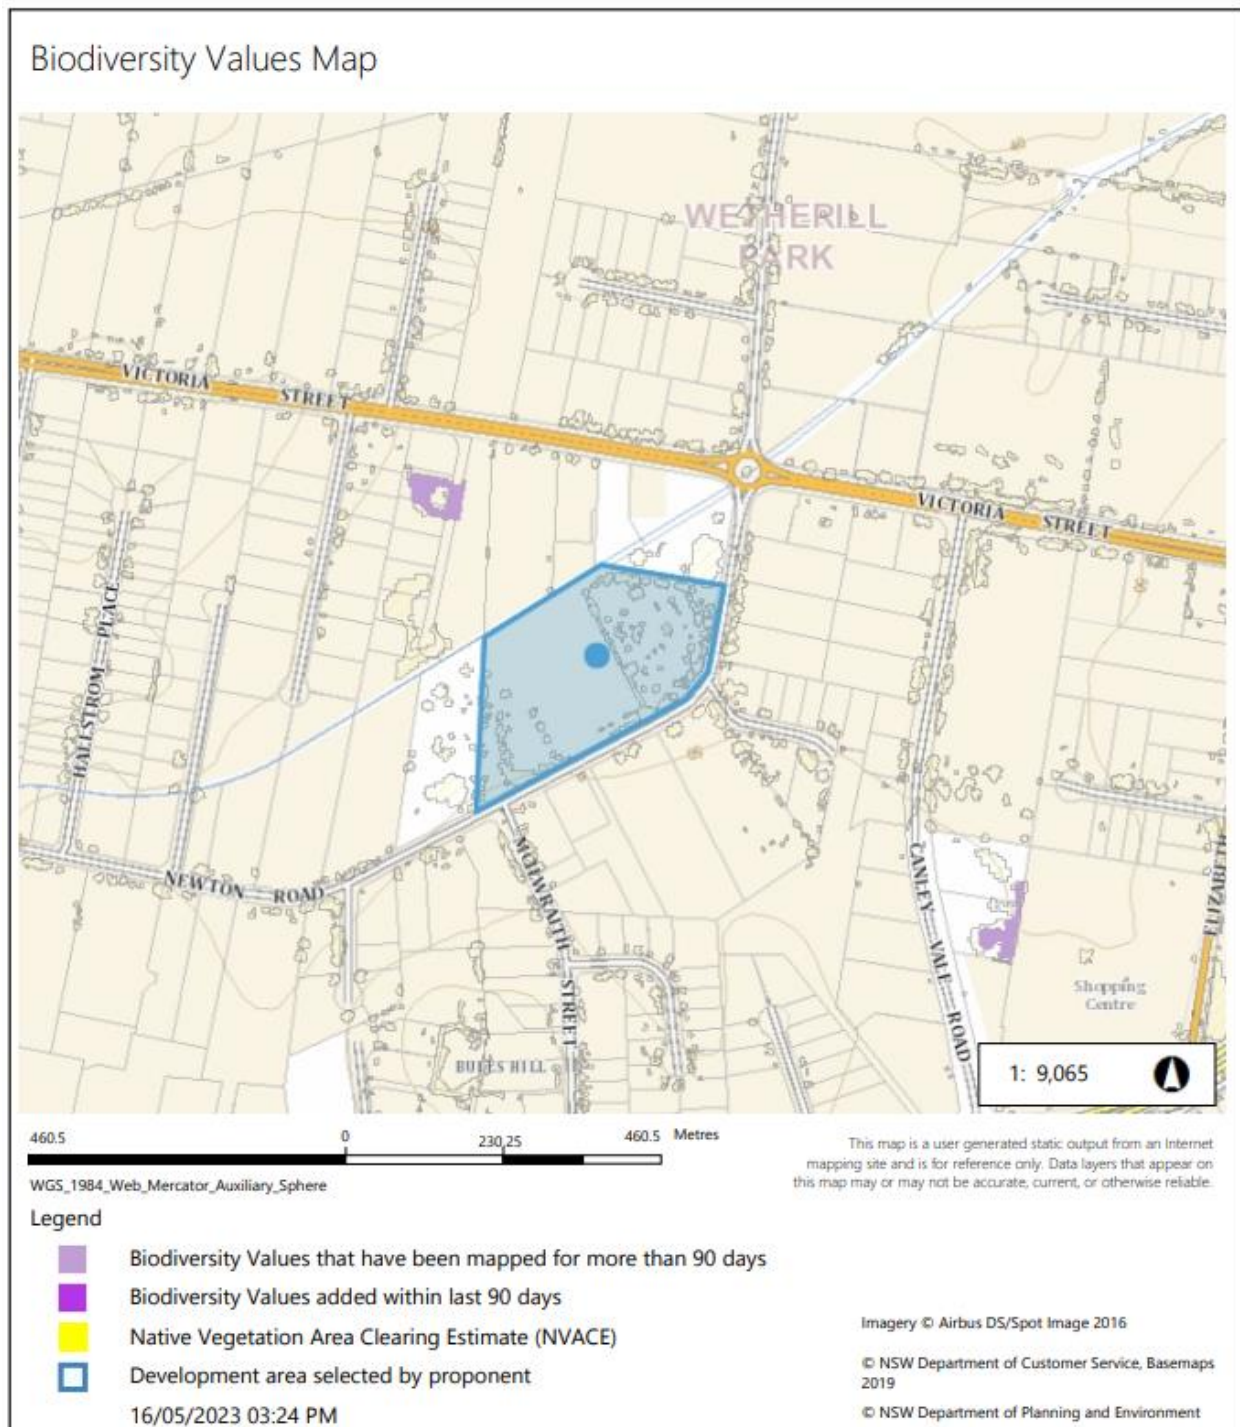 Biodiversity Values Map
WETHERILL
PARK
VICTORIA
STREET
VICTORIA
STREET
HALLSTROM PLACE
NEWTON ROAD
STREET
CANLEY VALE ROAD
ELIZABETH
Shopping
Centre
BULLS HILL
1: 9,065
460.5 0 230.25 460.5 Metres
WGS_1984_Web_Mercator_Auxiliary_Sphere
This map is a user generated static output from an Internet
mapping site and is for reference only. Data layers that appear on
this map may or may not be accurate, current, or otherwise reliable.
Legend
Biodiversity Values that have been mapped for more than 90 days
Biodiversity Values added within last 90 days
Native Vegetation Area Clearing Estimate (NVACE)
Development area selected by proponent
16/05/2023 03:24 PM
Imagery © Airbus DS/Spot Image 2016
© NSW Department of Customer Service, Basemaps
2019
© NSW Department of Planning and Environment